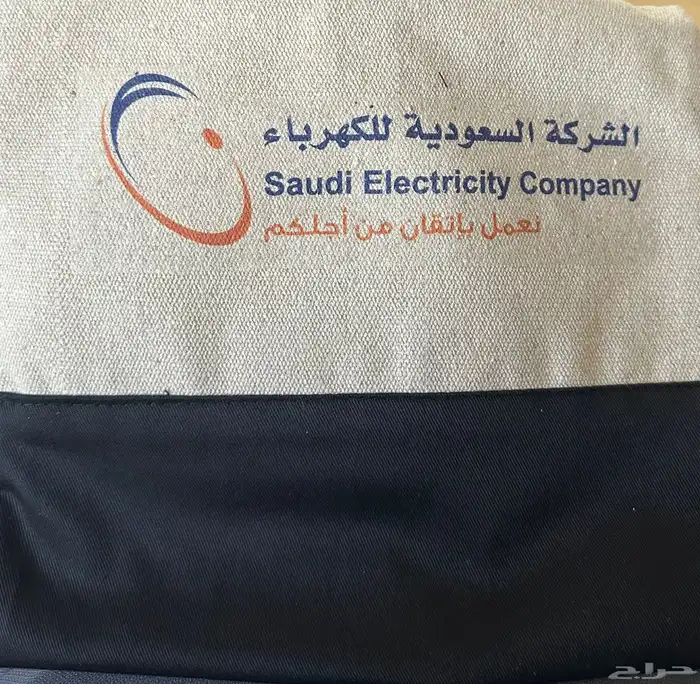 الشركة السعودية للكهرباء
Saudi Electricity Company
نعمل بإتقان من أجلكم
حراج